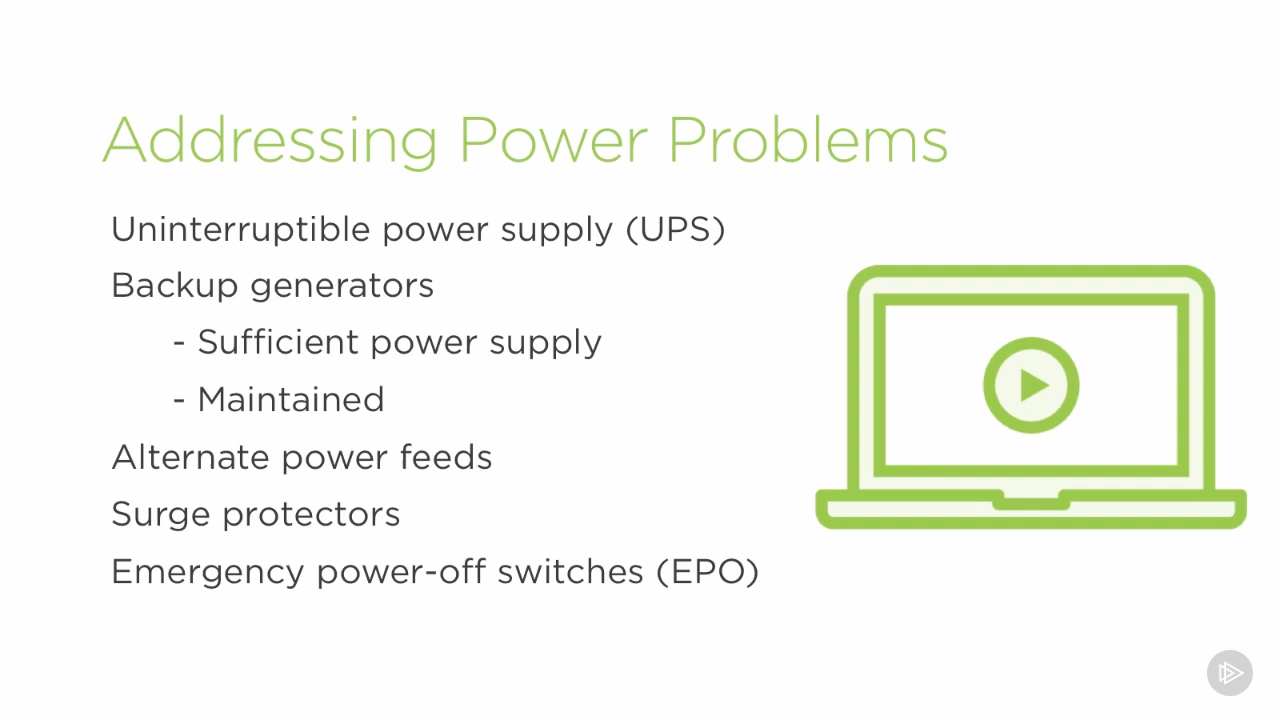 Addressing Power Problems
Uninterruptible power supply (UPS)
Backup generators
- Sufficient power supply
- Maintained
Alternate power feeds
Surge protectors
Emergency power-off switches (EPO)